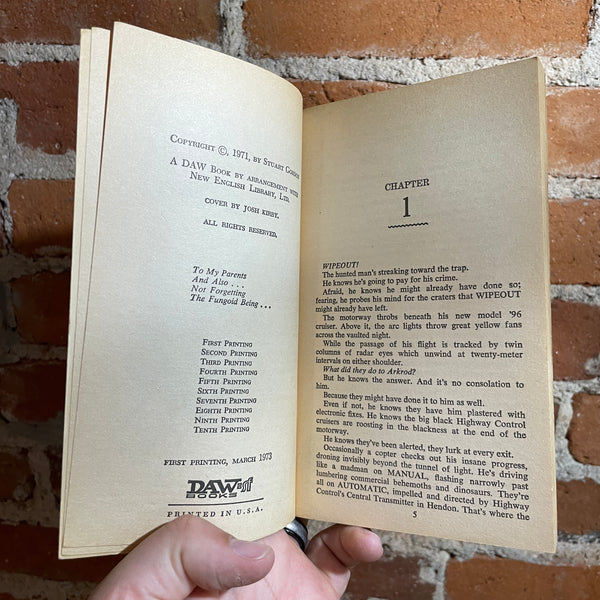 COPYRIGHT ©, 1971, BY STUART GORDON
A DAW BOOK BY ARRANGEMENT WITH
NEW ENGLISH LIBRARY, LTD.
COVER BY JOSH KIRBY.
ALL RIGHTS RESERVED.
To My Parents
And Also . . .
Not Forgetting
The Fungoid Being . . .
FIRST PRINTING
SECOND PRINTING
THIRD PRINTING
FOURTH PRINTING
FIFTH PRINTING
SIXTH PRINTING
SEVENTH PRINTING
EIGHTH PRINTING
NINTH PRINTING
TENTH PRINTING
FIRST PRINTING, MARCH 1973
DAW sf
BOOKS
PRINTED IN U.S.A.
CHAPTER
1
WIPEOUT!
The hunted man's streaking toward the trap.
He knows he's going to pay for his crime.
Afraid, he knows he might already have done so;
fearing, he probes his mind for the craters that WIPEOUT
might already have left.
The motorway throbs beneath his new model '96
cruiser. Above it, the arc lights throw great yellow fans
across the vaulted night.
While the passage of his flight is tracked by twin
columns of radar eyes which unwind at twenty-meter
intervals on either shoulder.
What did they do to Arkrod?
But he knows the answer. And it's no consolation to
him.
Because they might have done it to him as well.
Even if not, he knows they have him plastered with
electronic fixes. He knows the big black Highway Control
cruisers are roosting in the blackness at the end of the
motorway.
He knows they've been alerted, they lurk at every exit.
Occasionally a copter checks out his insane progress,
droning invisibly beyond the tunnel of light. He's driving
like a madman on MANUAL, flashing narrowly past
lumbering commercial behemoths and dinosaurs. They're
all on AUTOMATIC, impelled and directed by Highway
Control's Central Transmitter in Hendon. That's where the
5